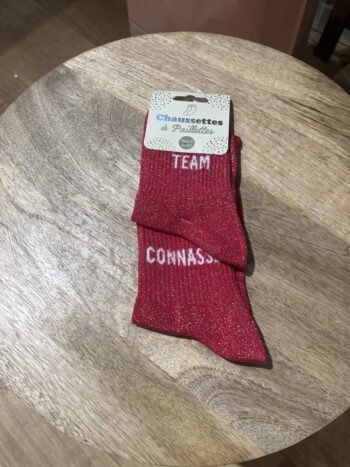 Chaussettes
à Paillettes
TEAM
CONNASS